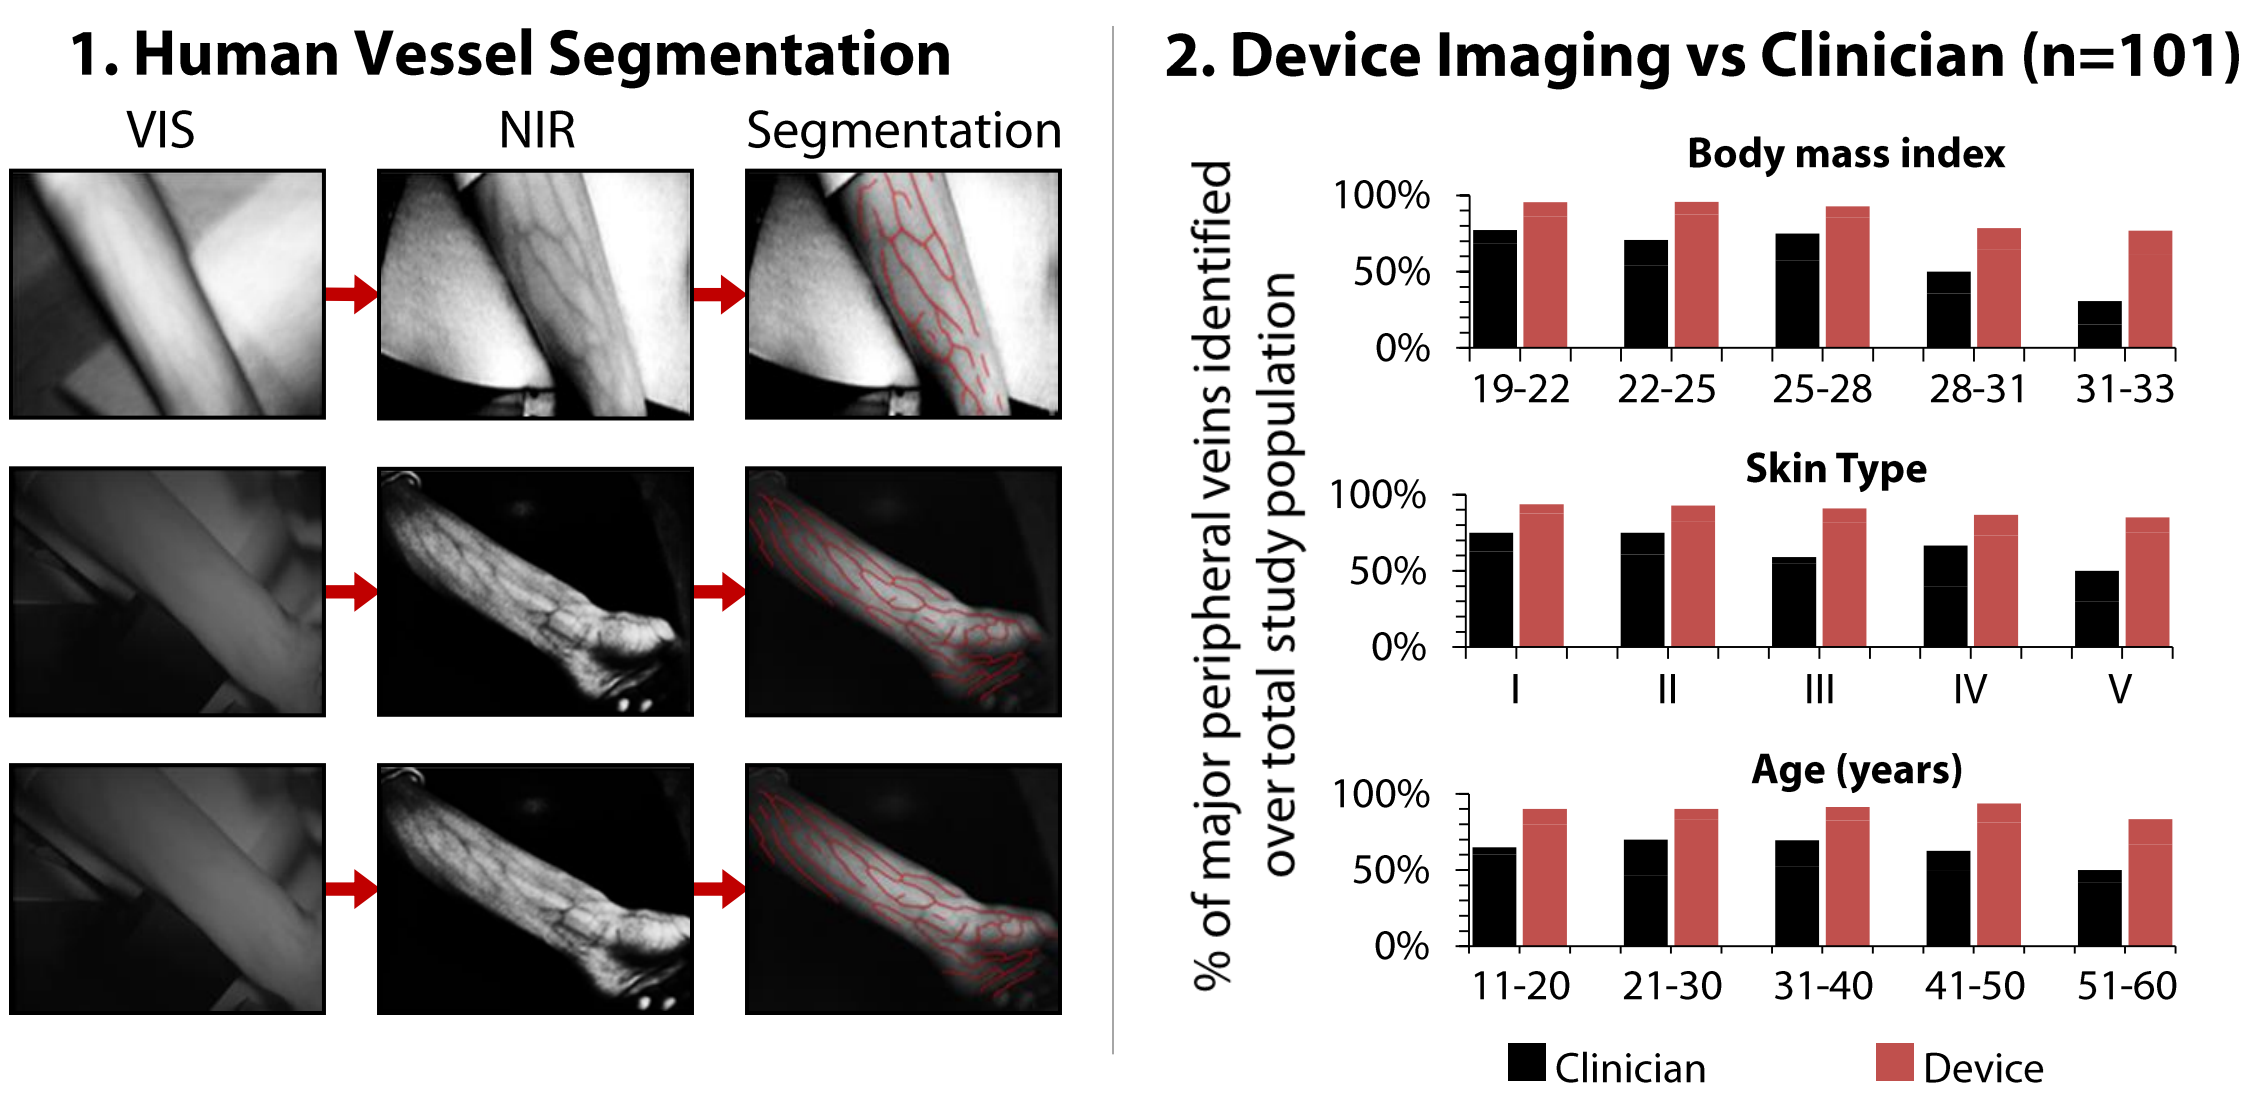 1. Human Vessel Segmentation
VIS
NIR
Segmentation
2. Device Imaging vs Clinician (n=101)
% of major peripheral veins identified
over total study population
Body mass index
100%
50%
0%
19-22
22-25
25-28
28-31
31-33
Skin Type
100%
50%
0%
I
II
III
IV
V
Age (years)
100%
50%
0%
11-20
21-30
31-40
41-50
51-60
Clinician
Device